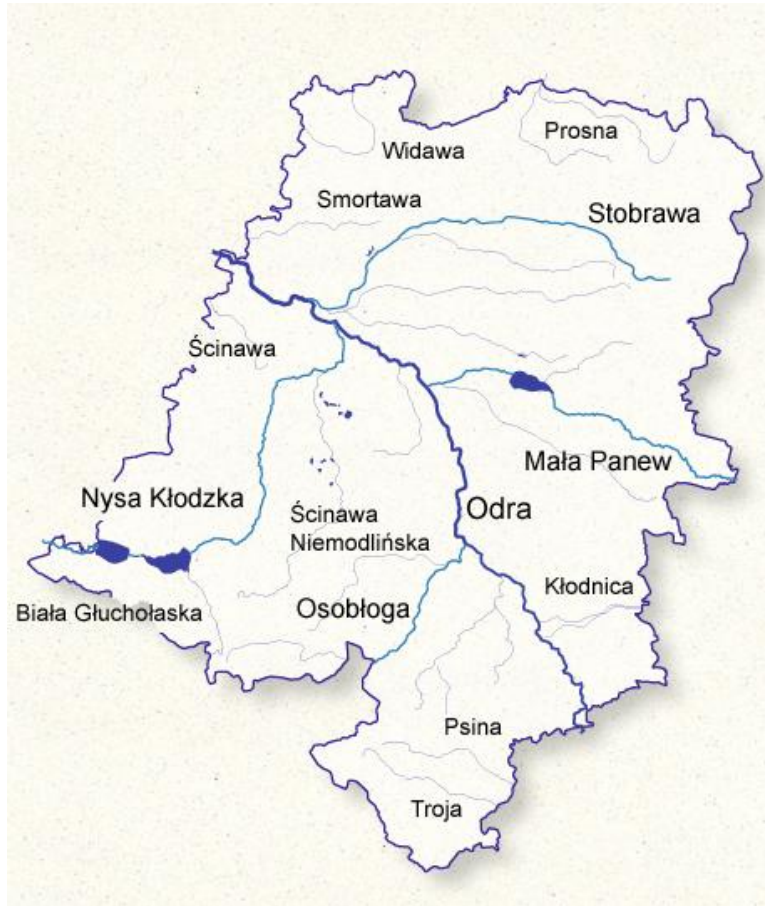 Prosna
Widawa
Smortawa
Stobrawa
Ścinawa
Mała Panew
Nysa Kłodzka
Odra
Ścinawa
Niemodlińska
Kłodnica
Osobłoga
Biała Głuchołaska
Psina
Troja